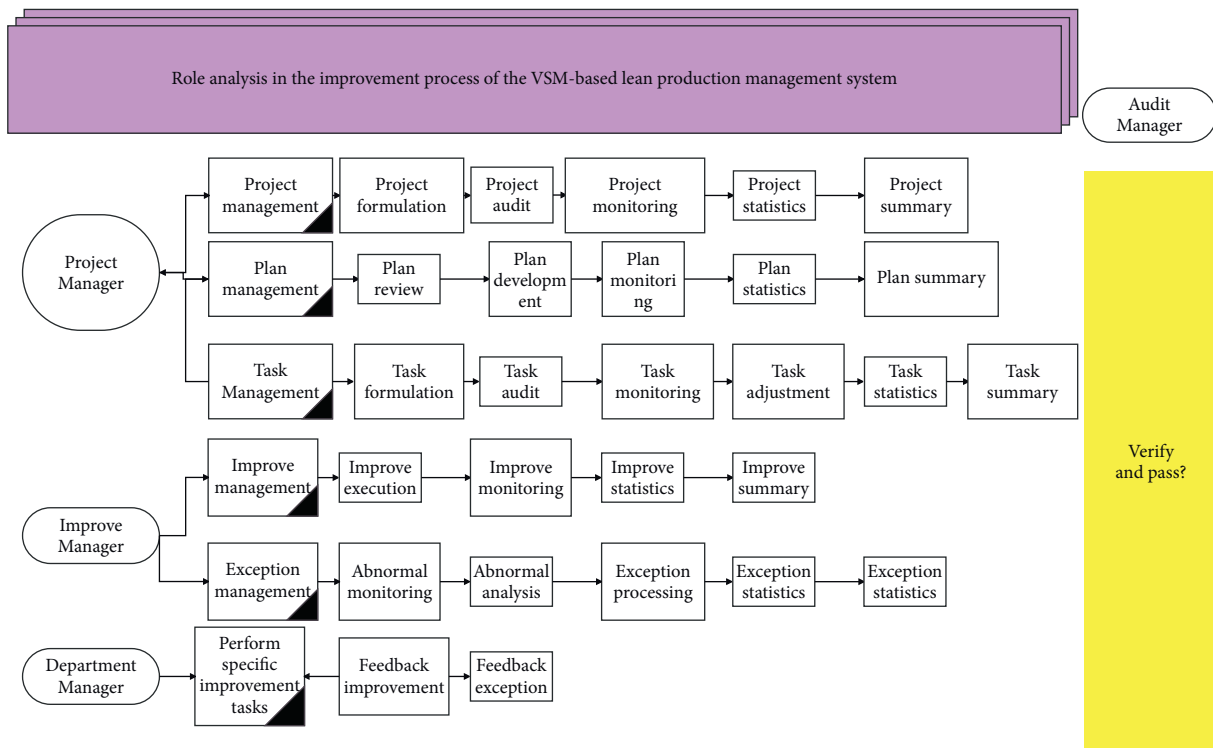 Role analysis in the improvement process of the VSM-based lean production management system
Audit
Manager
Project
management
Project
formulation
Project
audit
Project
monitoring
Project
statistics
Project
summary
Project
Manager
Plan
management
Plan
review
Plan
developm
ent
Plan
monitori
ng
Plan
statistics
Plan summary
Task
Management
Task
formulation
Task
audit
Task
monitoring
Task
adjustment
Task
statistics
Task
summary
Verify
and pass?
Improve
Manager
Improve
management
Improve
execution
Improve
monitoring
Improve
statistics
Improve
summary
Exception
management
Abnormal
monitoring
Abnormal
analysis
Exception
processing
Exception
statistics
Exception
statistics
Department
Manager
Perform
specific
improvement
tasks
Feedback
improvement
Feedback
exception